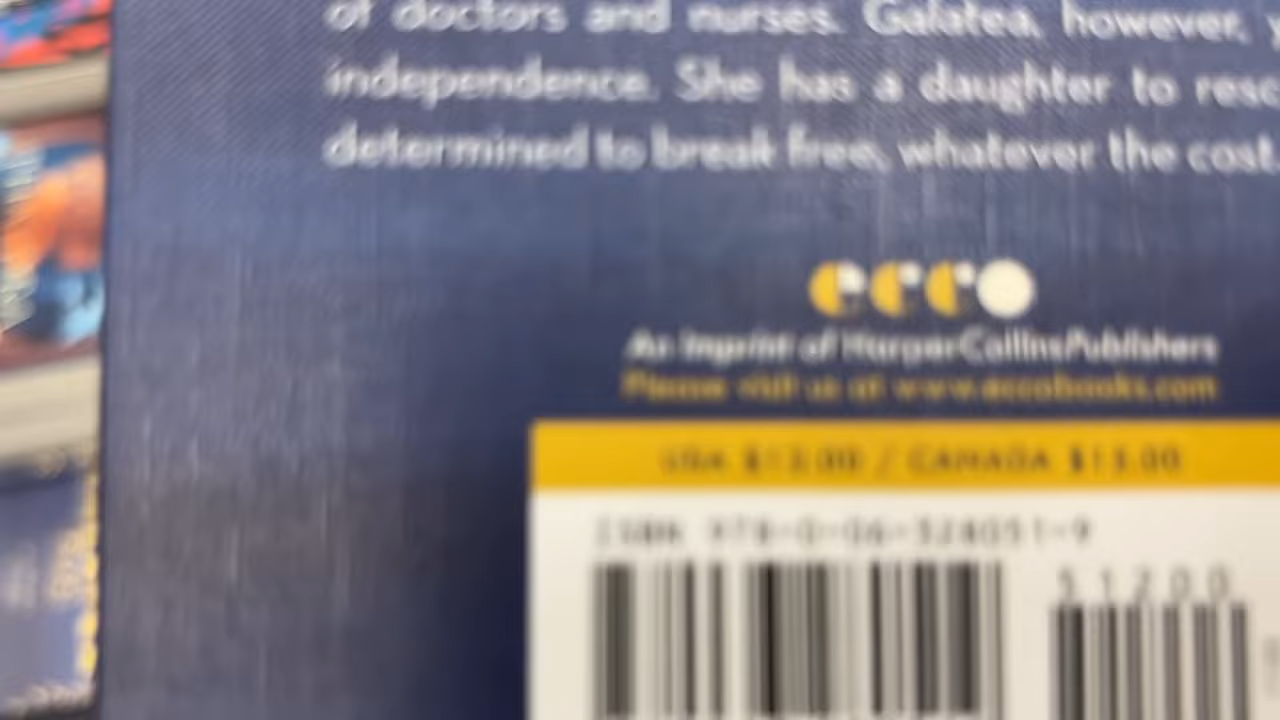 of doctors and nurses. Galatea, however, y
independence. She has a daughter to resc
determined to break free, whatever the cost.
ecco
An Imprint of HarperCollinsPublishers
Please visit us at www.eccobooks.com
USA $12.00 / CANADA $15.00
ISBN 978-0-06-328051-9
51200